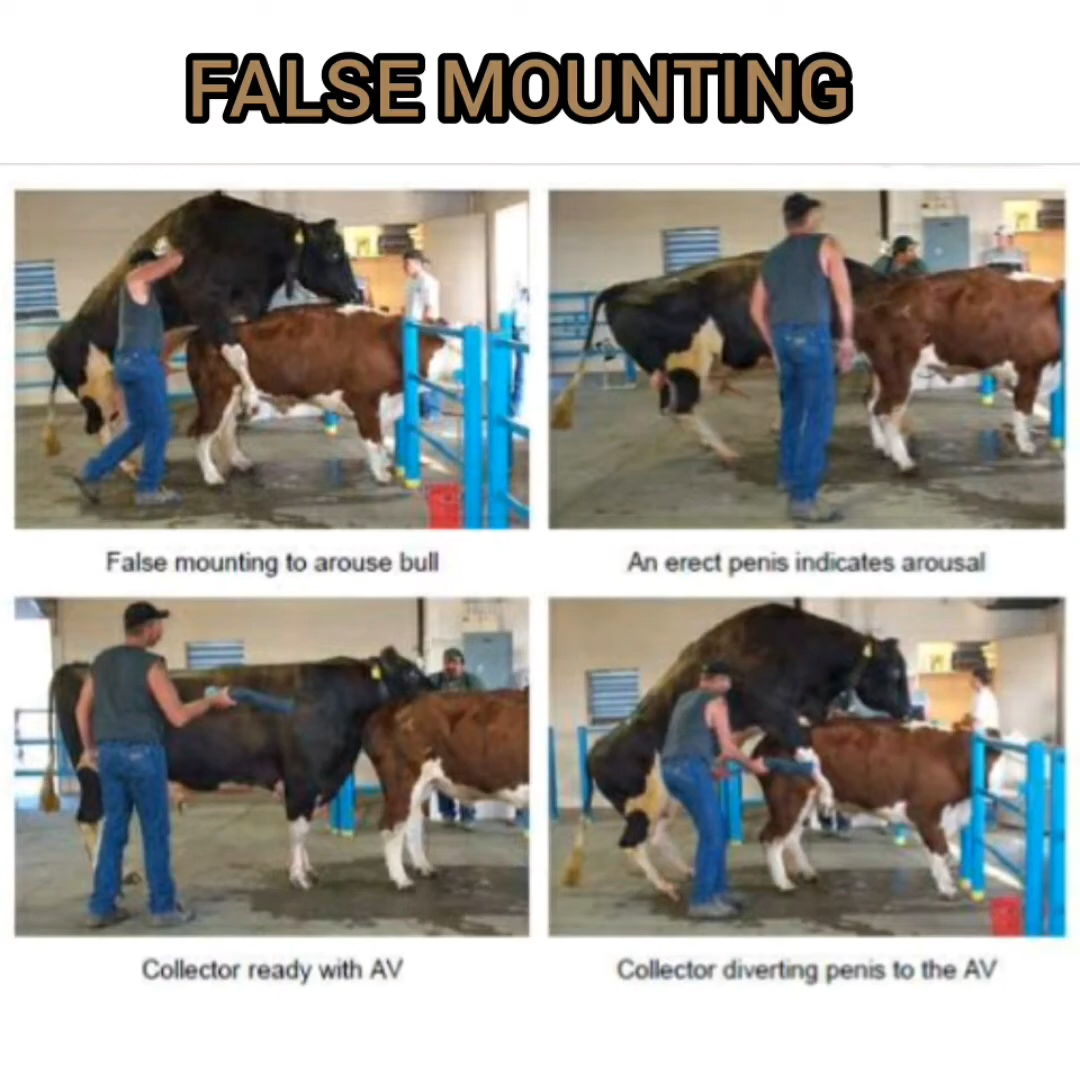 FALSE MOUNTING
False mounting to arouse bull
An erect penis indicates arousal
Collector ready with AV
Collector diverting penis to the AV